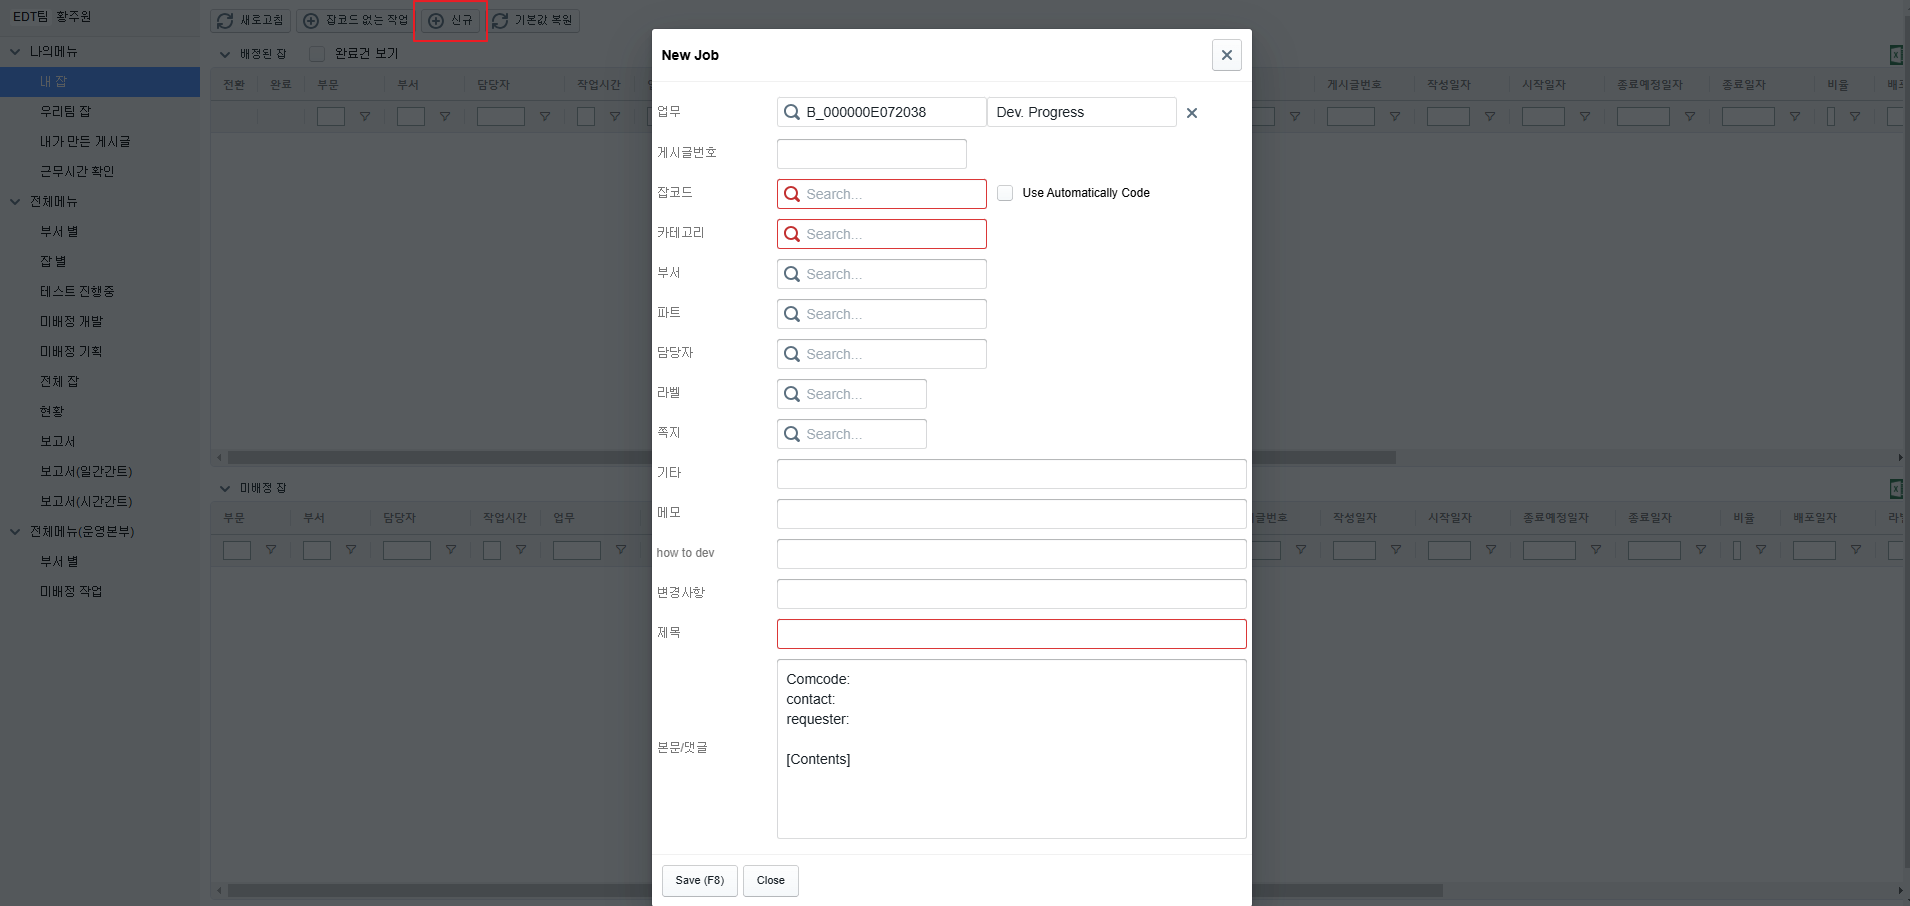 EDT팀 황주원
나의메뉴
내 잡
우리팀 잡
내가 만든 게시글
근무시간 확인
전체메뉴
부서 별
잡 별
테스트 진행중
미배정 개발
미배정 기획
전체 잡
현황
보고서
보고서(일간간트)
보고서(시간간트)
전체메뉴(운영본부)
부서 별
미배정 작업
새로고침 잡코드 없는 작업 신규 기본값 복원
배정된 잡 완료건 보기
전환 완료 부문 부서 담당자 작업시간 게시글번호 작성일자 시작일자 종료예정일자 종료일자 비율
미배정 잡
부문 부서 담당자 작업시간 업무 글번호 작성일자 시작일자 종료예정일자 종료일자 비율 배포일자
New Job
업무 B_000000E072038 Dev. Progress
게시글번호
잡코드 Search... Use Automatically Code
카테고리 Search...
부서 Search...
파트 Search...
담당자 Search...
라벨 Search...
쪽지 Search...
기타
메모
how to dev
변경사항
제목
본문/댓글
Comcode:
contact:
requester:
[Contents]
Save (F8) Close